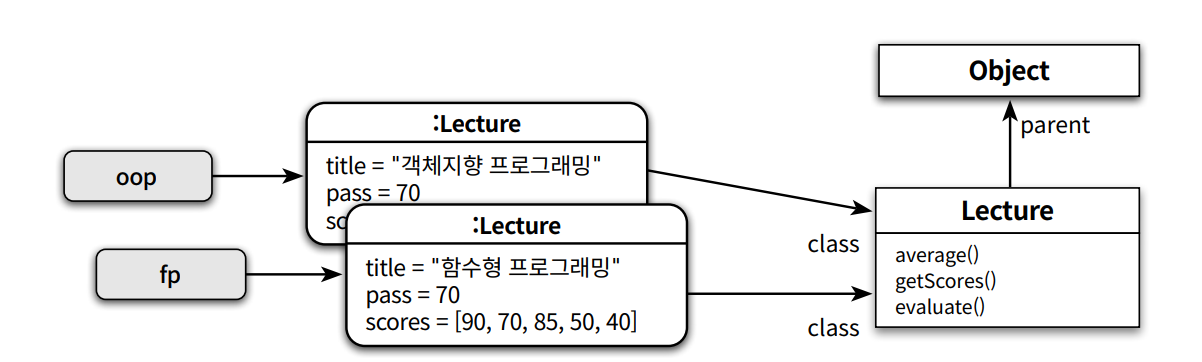 Object
parent
:Lecture
title = "객체지향 프로그래밍"
pass = 70
sc
oop
Lecture
average()
getScores()
evaluate()
class
:Lecture
title = "함수형 프로그래밍"
pass = 70
scores = [90, 70, 85, 50, 40]
fp
class